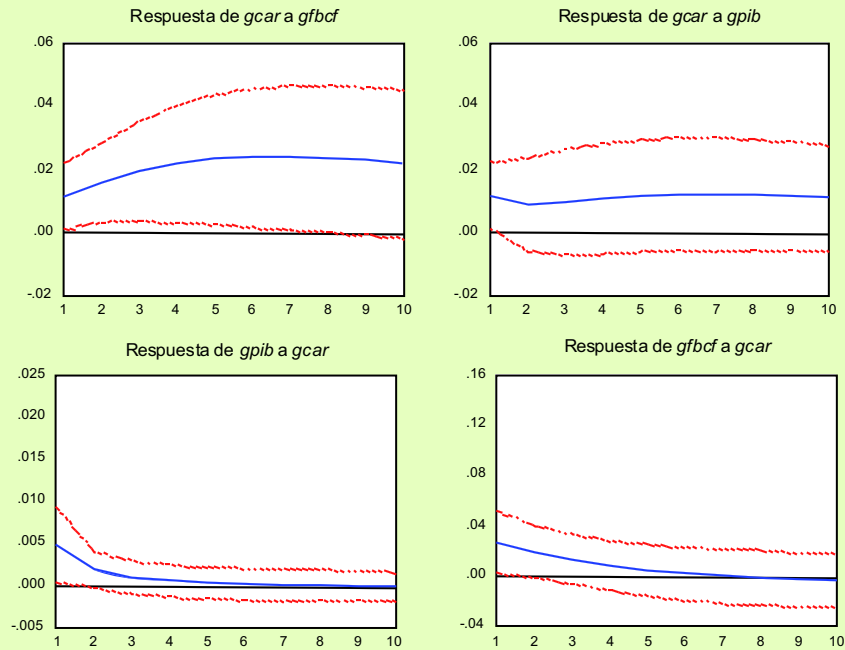 Respuesta de gcar a gfbcf
.06
.04
.02
.00
-.02
1 2 3 4 5 6 7 8 9 10
Respuesta de gcar a gpib
.06
.04
.02
.00
-.02
1 2 3 4 5 6 7 8 9 10
Respuesta de gpib a gcar
.025
.020
.015
.010
.005
.000
-.005
1 2 3 4 5 6 7 8 9 10
Respuesta de gfbcf a gcar
.16
.12
.08
.04
.00
-.04
1 2 3 4 5 6 7 8 9 10